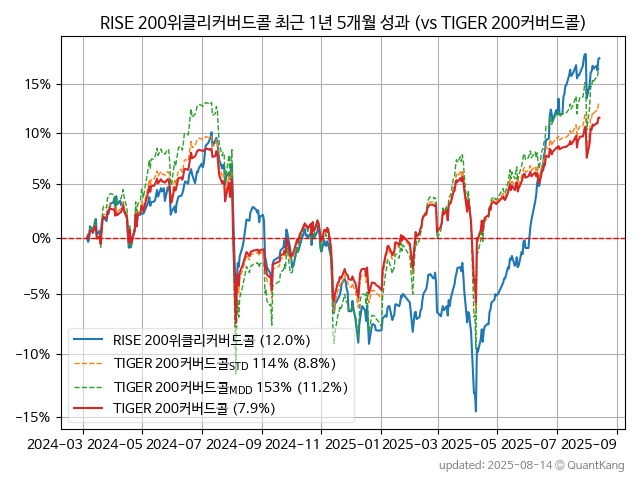 RISE 200위클리커버드콜 최근 1년 5개월 성과 (vs TIGER 200커버드콜)
15%
10%
5%
0%
−5%
−10%
−15%
RISE 200위클리커버드콜 (12.0%)
TIGER 200커버드콜STD 114% (8.8%)
TIGER 200커버드콜MDD 153% (11.2%)
TIGER 200커버드콜 (7.9%)
2024-03 2024-05 2024-07 2024-09 2024-11 2025-01 2025-03 2025-05 2025-07 2025-09
updated: 2025-08-14 © QuantKang